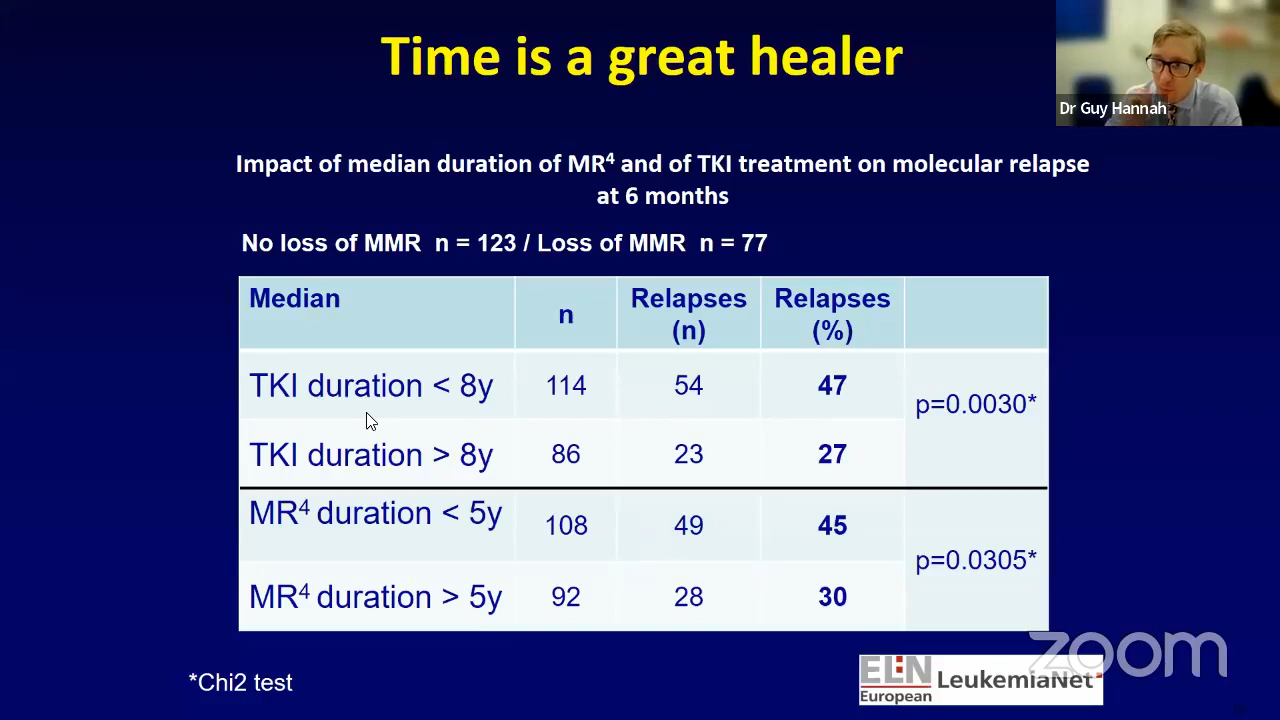 Time is a great healer
Dr Guy Hannah
Impact of median duration of MR⁴ and of TKI treatment on molecular relapse
at 6 months
No loss of MMR n = 123 / Loss of MMR n = 77
Median
n
Relapses
(n)
Relapses
(%)
TKI duration < 8y
114
54
47
p=0.0030*
TKI duration > 8y
86
23
27
MR⁴ duration < 5y
108
49
45
p=0.0305*
MR⁴ duration > 5y
92
28
30
*Chi2 test
ELN
European
LeukemiaNet
zoom